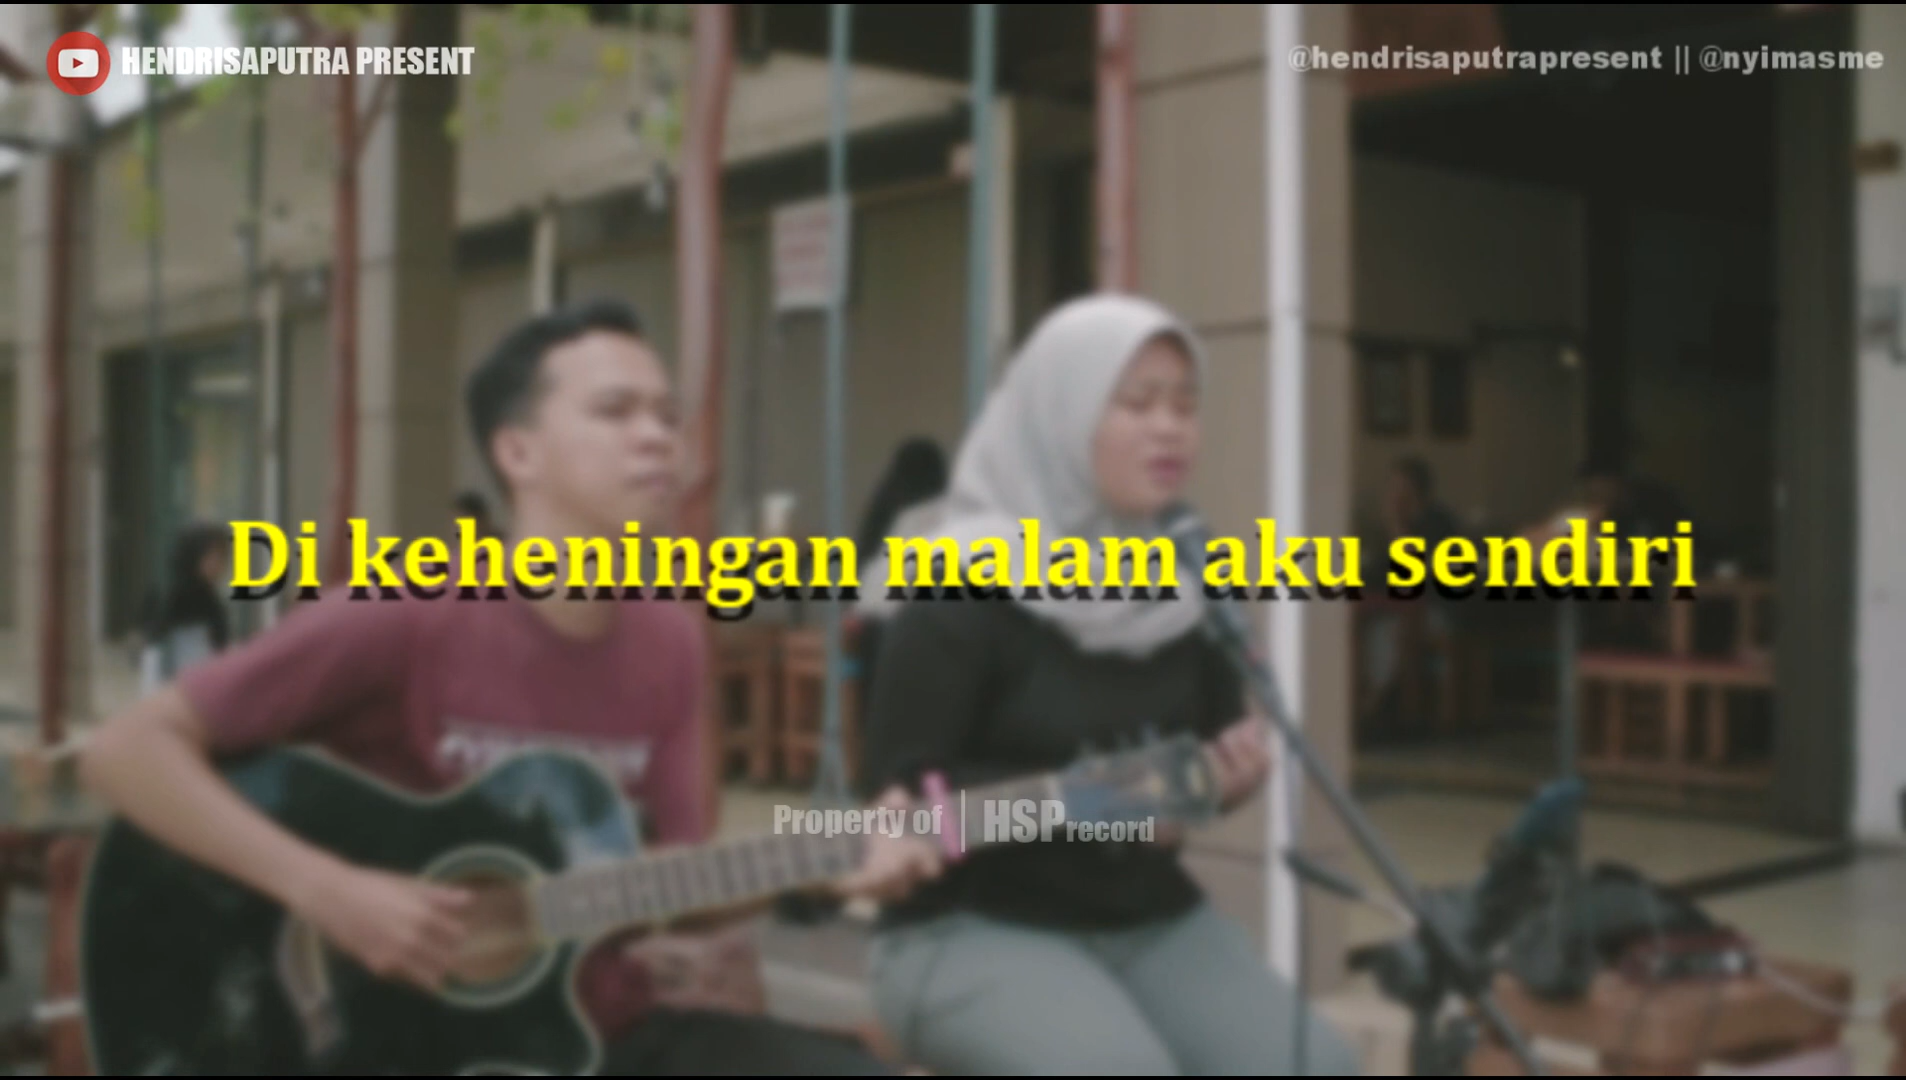 HENDRISAPUTRA PRESENT
@hendrisaputrapresent || @nyimasme
Di keheningan malam aku sendiri
Property of | HSP record